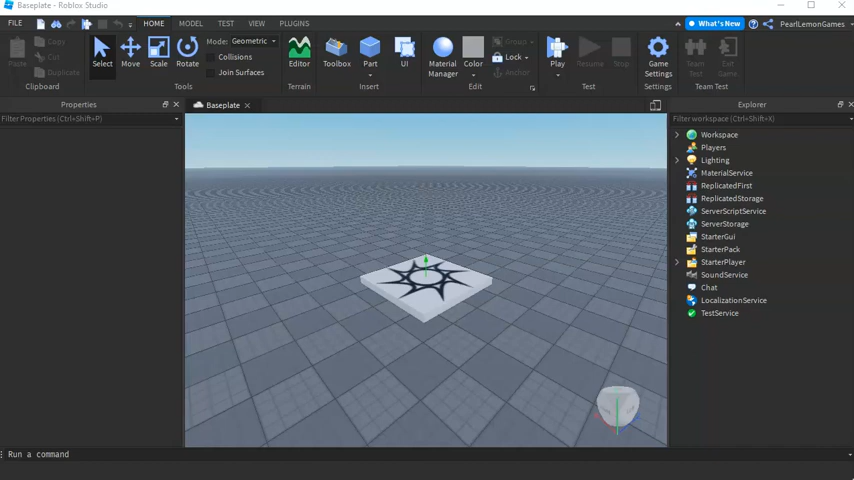 Baseplate - Roblox Studio
FILE HOME MODEL TEST VIEW PLUGINS What's New PearlLemonGames
Paste Copy Cut Duplicate
Select Move Scale Rotate
Mode: Geometric
Collisions
Join Surfaces
Editor Toolbox Part UI
Material Manager Color Group Lock Anchor
Play Resume Stop
Game Settings
Team Test Exit Game
Clipboard Tools Terrain Insert Edit Test Settings Team Test
Properties
Filter Properties (Ctrl+Shift+P)
Baseplate
Explorer
Filter workspace (Ctrl+Shift+X)
Workspace
Players
Lighting
MaterialService
ReplicatedFirst
ReplicatedStorage
ServerScriptService
ServerStorage
StarterGui
StarterPack
StarterPlayer
SoundService
Chat
LocalizationService
TestService
Run a command